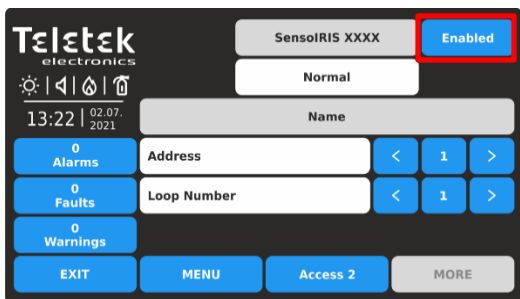 Teletek
electronics
SensoIRIS XXXX
Enabled
Normal
13:22
02.07.
2021
Name
0
Alarms
Address
<
1
>
0
Faults
Loop Number
<
1
>
0
Warnings
EXIT
MENU
Access 2
MORE